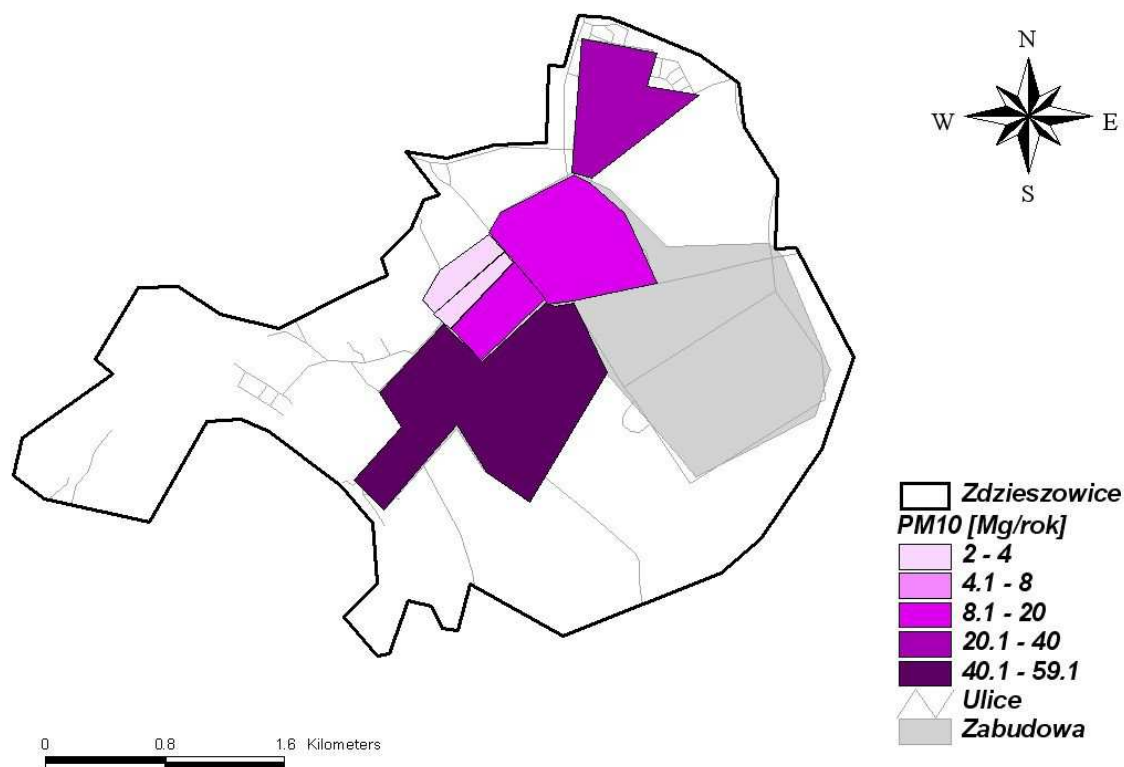 N
W E
S
Zdzieszowice
PM10 [Mg/rok]
2 - 4
4.1 - 8
8.1 - 20
20.1 - 40
40.1 - 59.1
Ulice
Zabudowa
0 0.8 1.6 Kilometers